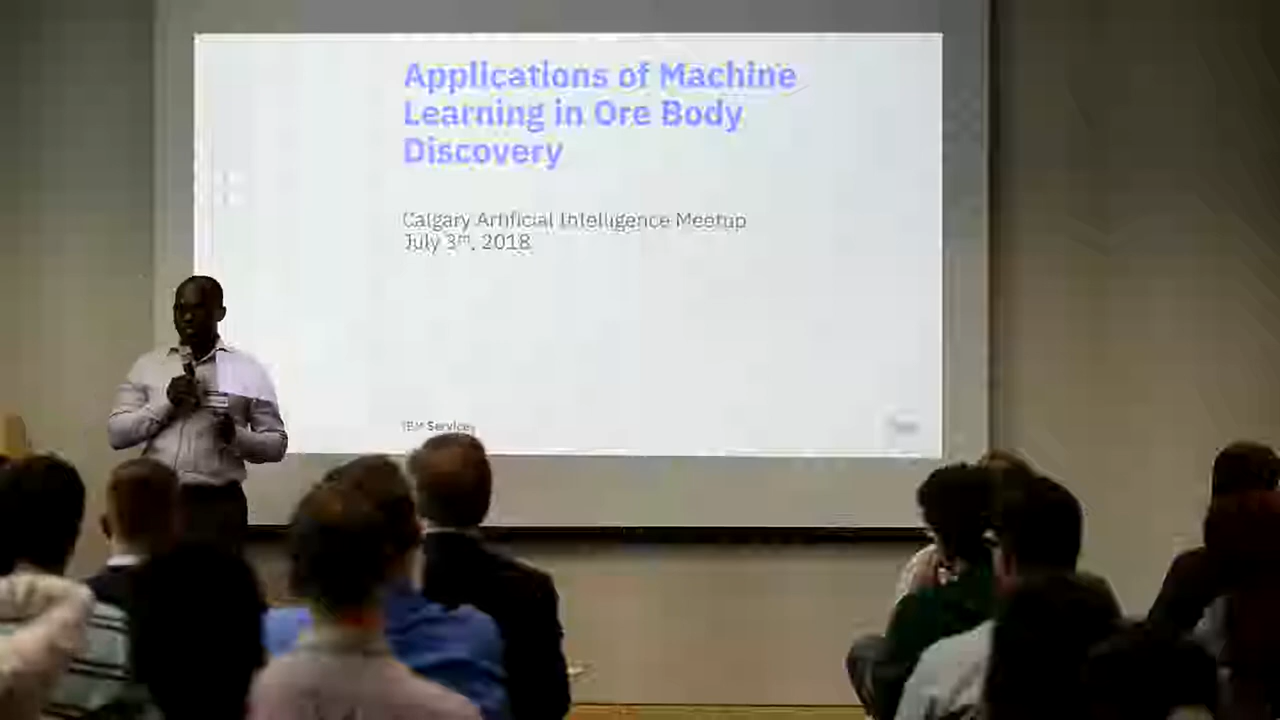 Applications of Machine
Learning in Ore Body
Discovery
Calgary Artificial Intelligence Meetup
July 3rd, 2018
IBM Services